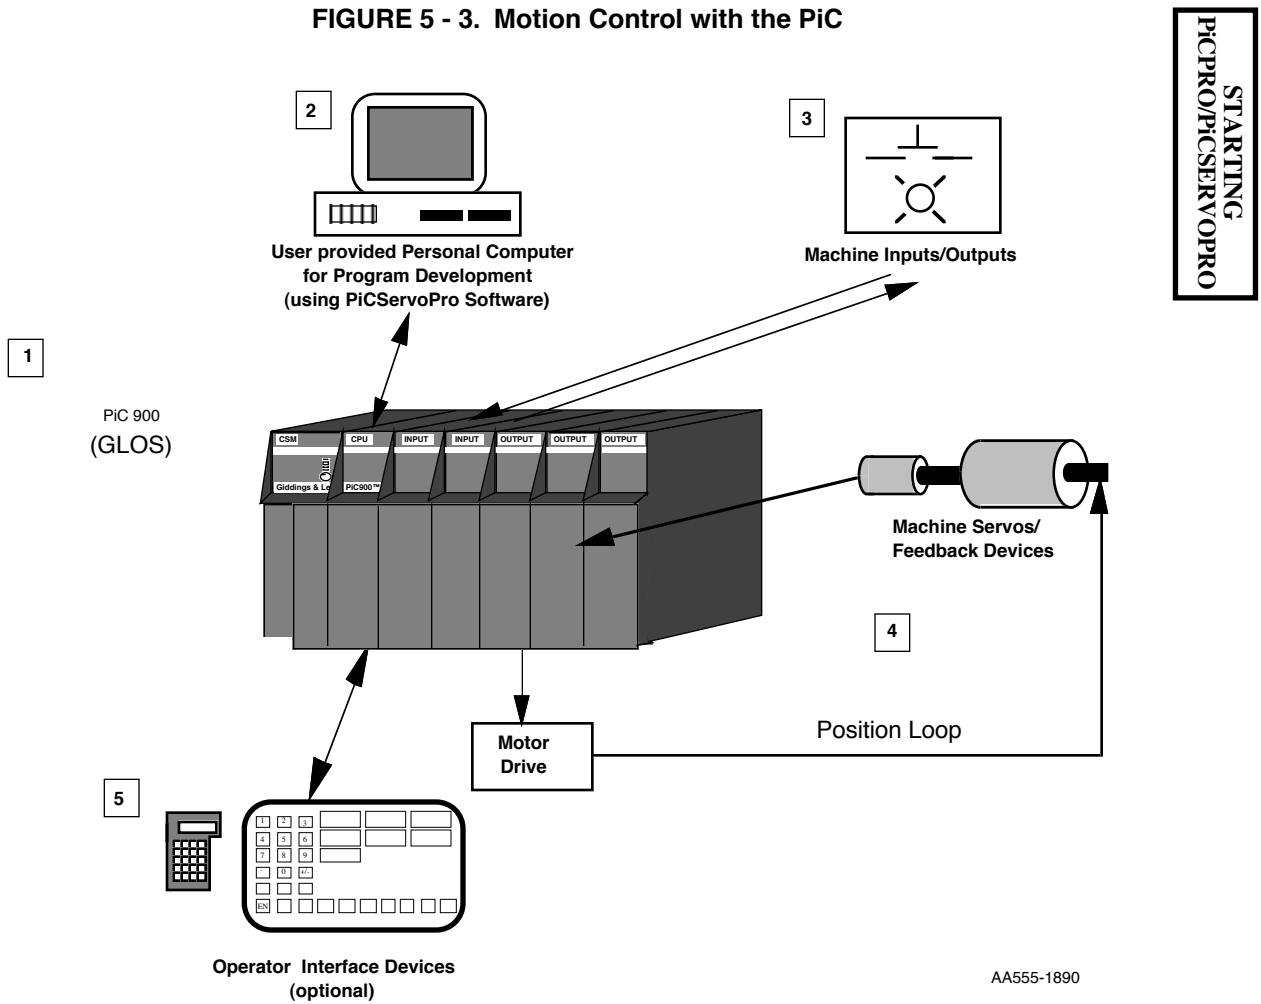 FIGURE 5 - 3. Motion Control with the PiC
STARTING
PiCPRO/PiCSERVOPRO
2
3
User provided Personal Computer
for Program Development
(using PiCServoPro Software)
Machine Inputs/Outputs
1
PiC 900
(GLOS)
CSM
CPU
INPUT
INPUT
OUTPUT
OUTPUT
OUTPUT
Giddings & Le
PiC900™
Machine Servos/
Feedback Devices
4
Motor
Drive
Position Loop
5
1 2 3
4 5 6
7 8 9
- 0 +/-
EN
Operator Interface Devices
(optional)
AA555-1890